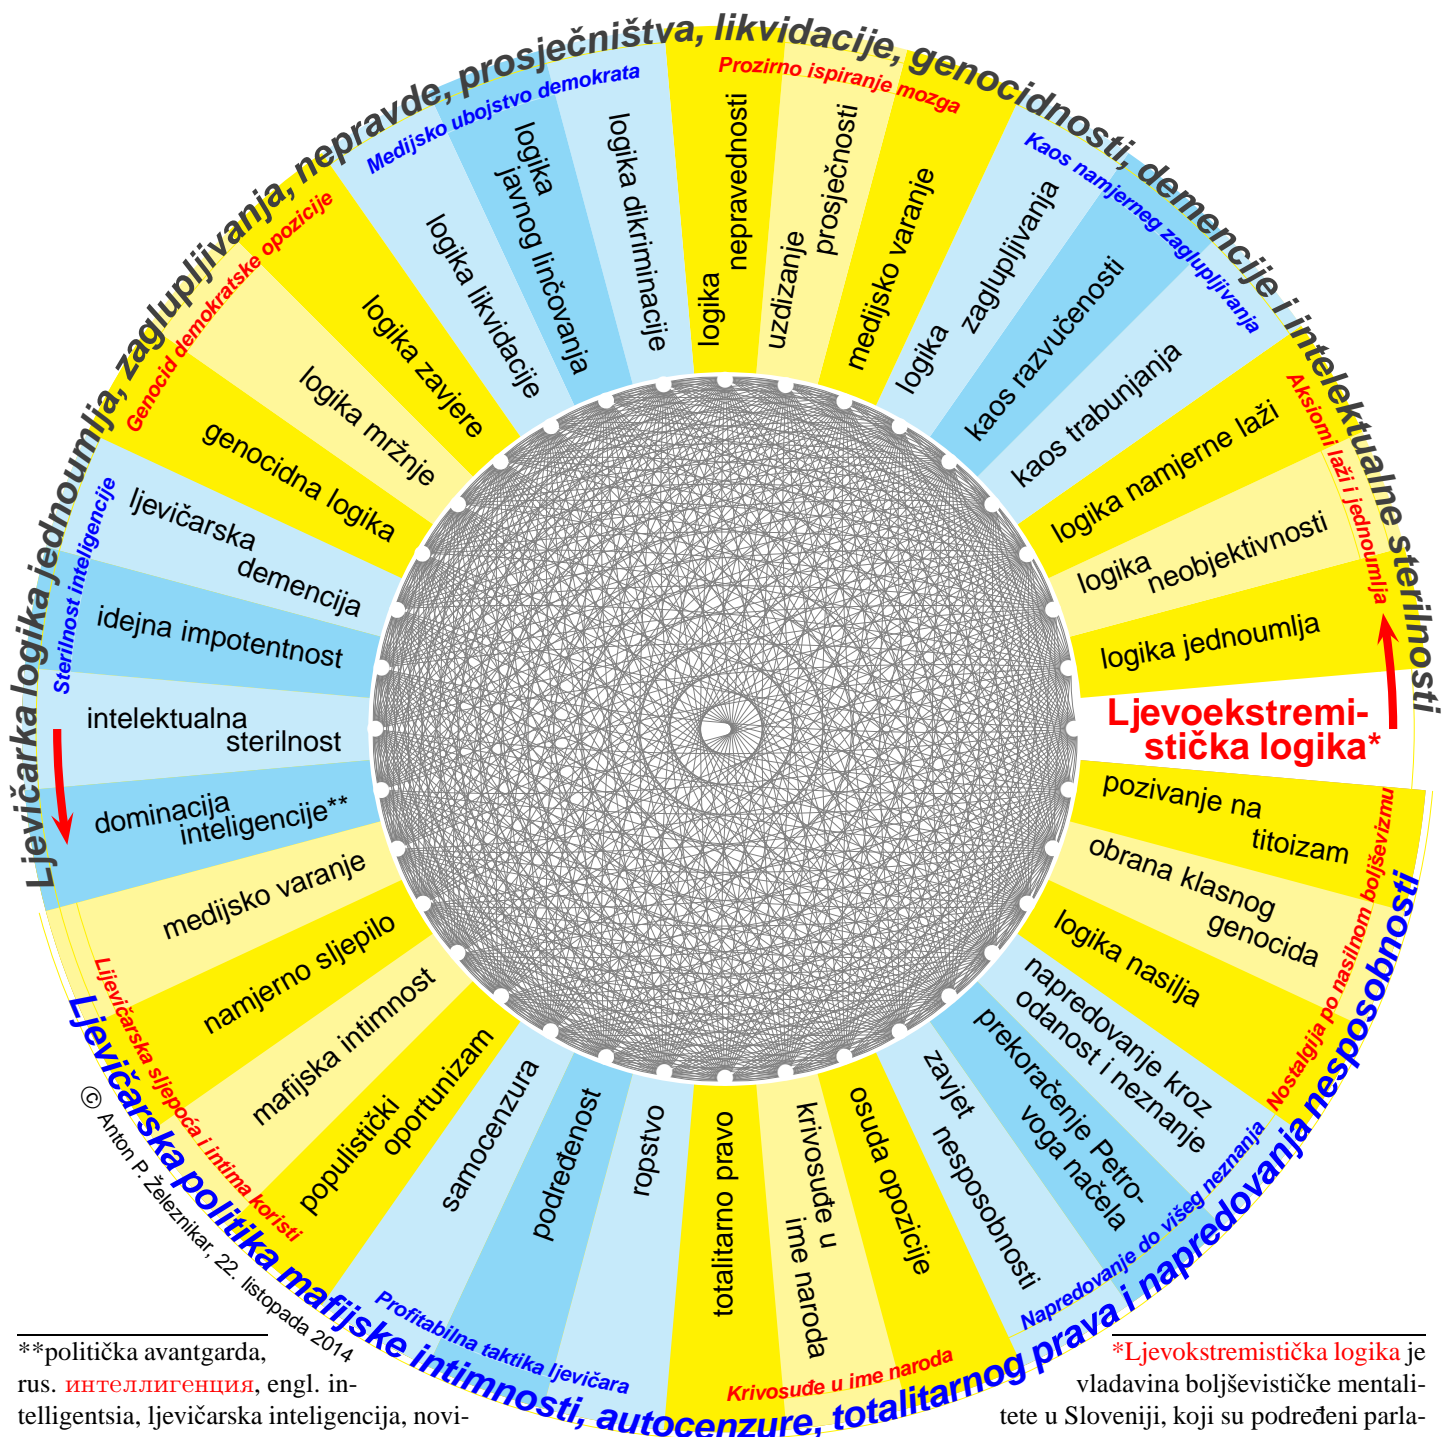 Ljevičarka logika jednoumlja, zaglupljivanja, nepravde, prosječništva, likvidacije, genocidnosti, demencije i intelektualne sterilnosti
Sterilnost inteligencije
Genocid demokratske opozicije
Medijsko ubojstvo demokrata
Prozirno ispiranje mozga
Kaos namjerneg zaglupljivanja
Aksiomi laži i jednoumlja
Ljevoekstremi-
stička logika*
logika jednoumlja
logika
neobjektivnosti
logika namjerne laži
kaos trabunjanja
kaos razvučenosti
logika
zaglupljivanja
medijsko varanje
uzdizanje
prosječnosti
logika
nepravednosti
logika dikriminacije
logika
javnog linčovanja
logika likvidacije
logika zavjere
logika mržnje
genocidna logika
ljevičarska
demencija
idejna impotentnost
intelektualna
sterilnost
dominacija
inteligencije**
medijsko varanje
namjerno sljepilo
mafijska intimnost
populistički
oportunizam
samocenzura
podređenost
ropstvo
totalitarno pravo
krivosuđe u
ime naroda
osuda opozicije
zavjet
nesposobnosti
prekoračenje Petro-
voga načela
napredovanje kroz
odanost i neznanje
logika nasilja
obrana klasnog
genocida
pozivanje na
titoizam
Lijevičarska sljepoća i intima koristi
Profitabilna taktika ljevičara
Krivosuđe u ime naroda
Napredovanje do višeg neznanja
Nostalgija po nasilnom boljševizmu
Ljevičarska politika mafijske intimnosti, autocenzure, totalitarnog prava i napredovanja nesposobnosti
© Anton P. Železnikar, 22. listopada 2014
**politička avantgarda,
rus. интеллигенция, engl. in-
telligentsia, ljevičarska inteligencija, novi-
*Ljevokstremistička logika je
vladavina boljševističke mentali-
tete u Sloveniji, koji su podređeni parla-